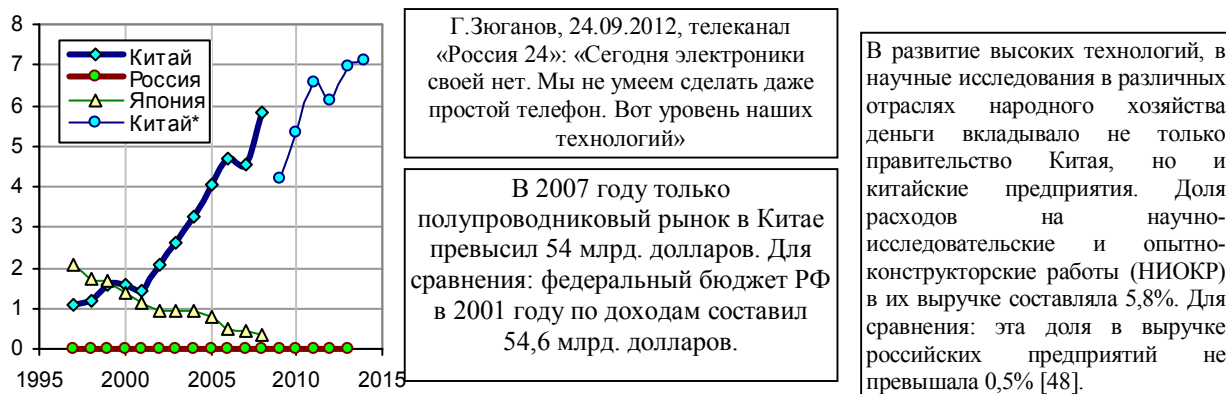 8
7
6
5
4
3
2
1
0
1995 2000 2005 2010 2015
Китай
Россия
Япония
Китай*
Г.Зюганов, 24.09.2012, телеканал
«Россия 24»: «Сегодня электроники
своей нет. Мы не умеем сделать даже
простой телефон. Вот уровень наших
технологий»
В 2007 году только
полупроводниковый рынок в Китае
превысил 54 млрд. долларов. Для
сравнения: федеральный бюджет РФ
в 2001 году по доходам составил
54,6 млрд. долларов.
В развитие высоких технологий, в
научные исследования в различных
отраслях народного хозяйства
деньги вкладывало не только
правительство Китая, но и
китайские предприятия. Доля
расходов на научно-
исследовательские и опытно-
конструкторские работы (НИОКР)
в их выручке составляла 5,8%. Для
сравнения: эта доля в выручке
российских предприятий не
превышала 0,5% [48].